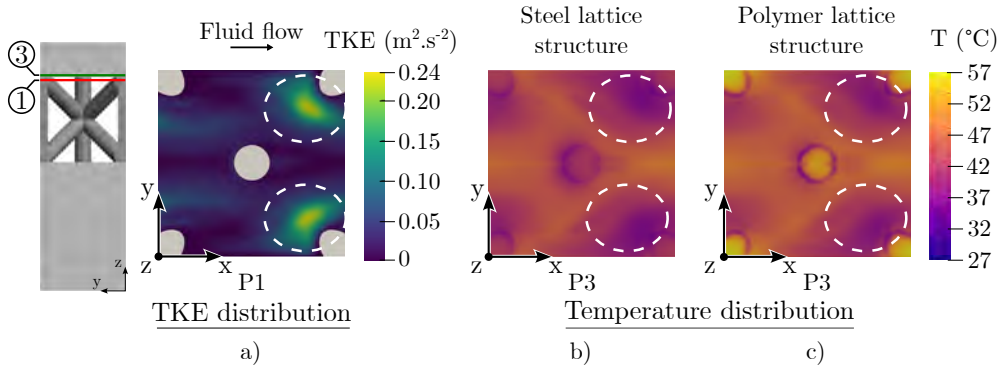 ③
①
z
y
Fluid flow
TKE (m².s⁻²)
0.24
0.20
0.15
0.10
0.05
0
y
z
x
P1
TKE distribution
a)
Steel lattice
structure
y
z
x
P3
b)
Polymer lattice
structure
y
z
x
P3
c)
T (°C)
57
52
47
42
37
32
27
Temperature distribution